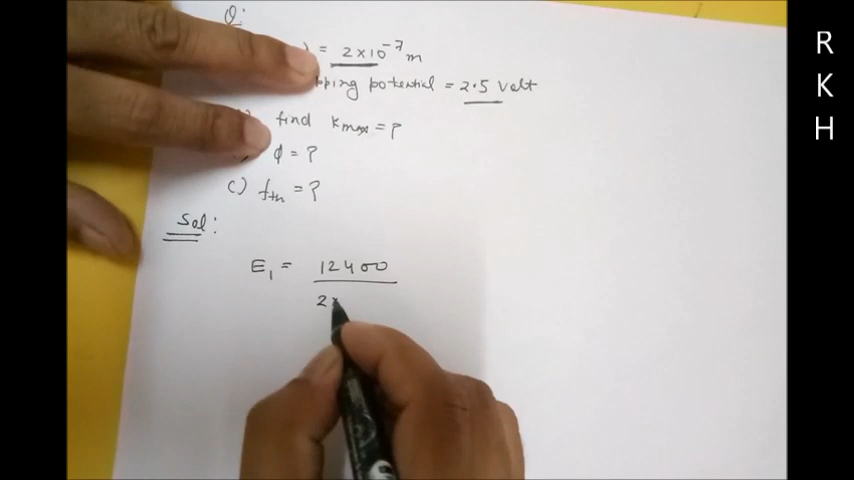 Q:
= 2×10⁻⁷ m
pping potential = 2.5 Volt
find Kmax = ?
ϕ = ?
c) fth = ?
Sol:
E₁ = 12400
2×
R
K
H